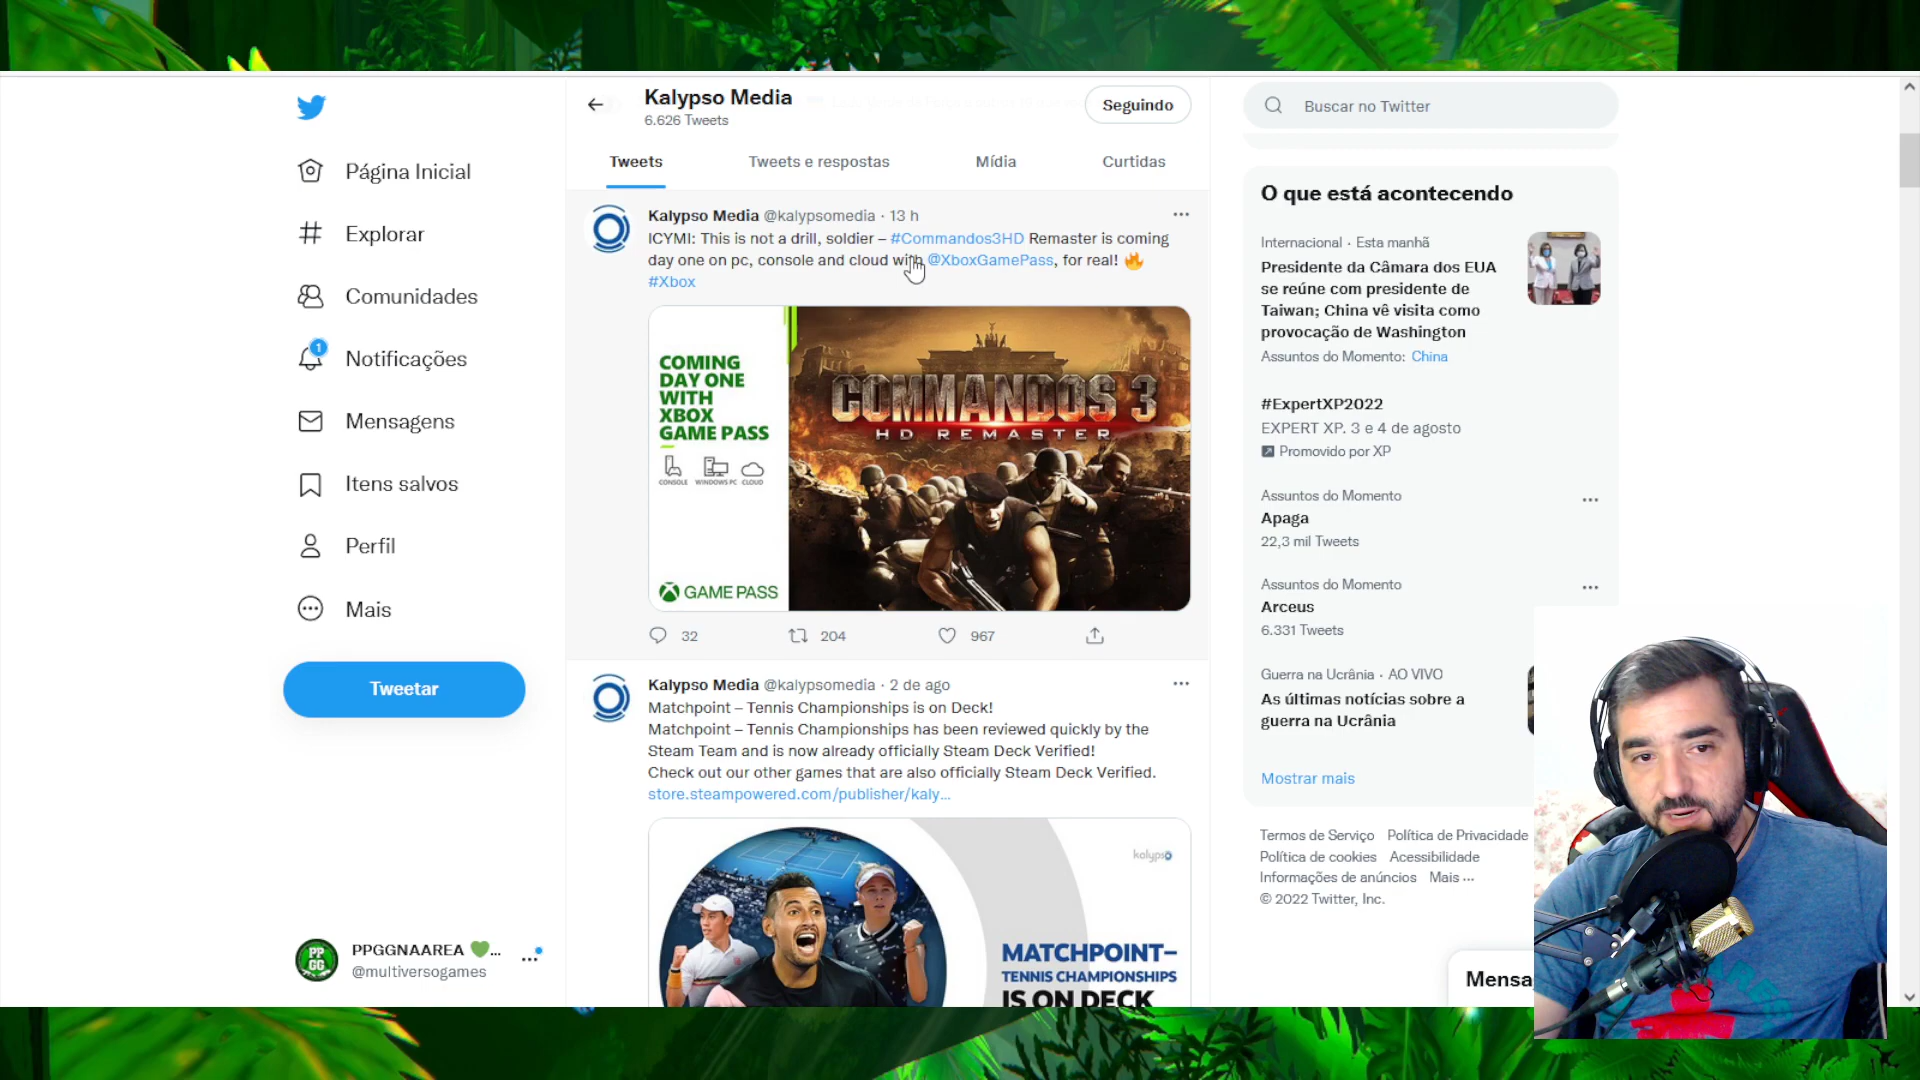 Kalypso Media
6.626 Tweets
Seguindo
Buscar no Twitter
Tweets
Tweets e respostas
Mídia
Curtidas
Página Inicial
Explorar
Comunidades
1
Notificações
Mensagens
Itens salvos
Perfil
Mais
Tweetar
PPGGNAAREA 💚...
@multiversogames
PP
GG
Kalypso Media @kalypsomedia · 13 h
ICYMI: This is not a drill, soldier – #Commandos3HD Remaster is coming
day one on pc, console and cloud with @XboxGamePass, for real! 🔥
#Xbox
COMING
DAY ONE
WITH
XBOX
GAME PASS
CONSOLE WINDOWS PC CLOUD
GAME PASS
COMMANDOS 3
HD REMASTER
32
204
967
Kalypso Media @kalypsomedia · 2 de ago
Matchpoint – Tennis Championships is on Deck!
Matchpoint – Tennis Championships has been reviewed quickly by the
Steam Team and is now already officially Steam Deck Verified!
Check out our other games that are also officially Steam Deck Verified.
store.steampowered.com/publisher/kaly...
kalypso
MATCHPOINT–
TENNIS CHAMPIONSHIPS
IS ON DECK
O que está acontecendo
Internacional · Esta manhã
Presidente da Câmara dos EUA
se reúne com presidente de
Taiwan; China vê visita como
provocação de Washington
Assuntos do Momento: China
#ExpertXP2022
EXPERT XP. 3 e 4 de agosto
Promovido por XP
Assuntos do Momento
Apaga
22,3 mil Tweets
Assuntos do Momento
Arceus
6.331 Tweets
Guerra na Ucrânia · AO VIVO
As últimas notícias sobre a
guerra na Ucrânia
Mostrar mais
Termos de Serviço Política de Privacidade
Política de cookies Acessibilidade
Informações de anúncios Mais ...
© 2022 Twitter, Inc.
Mensa